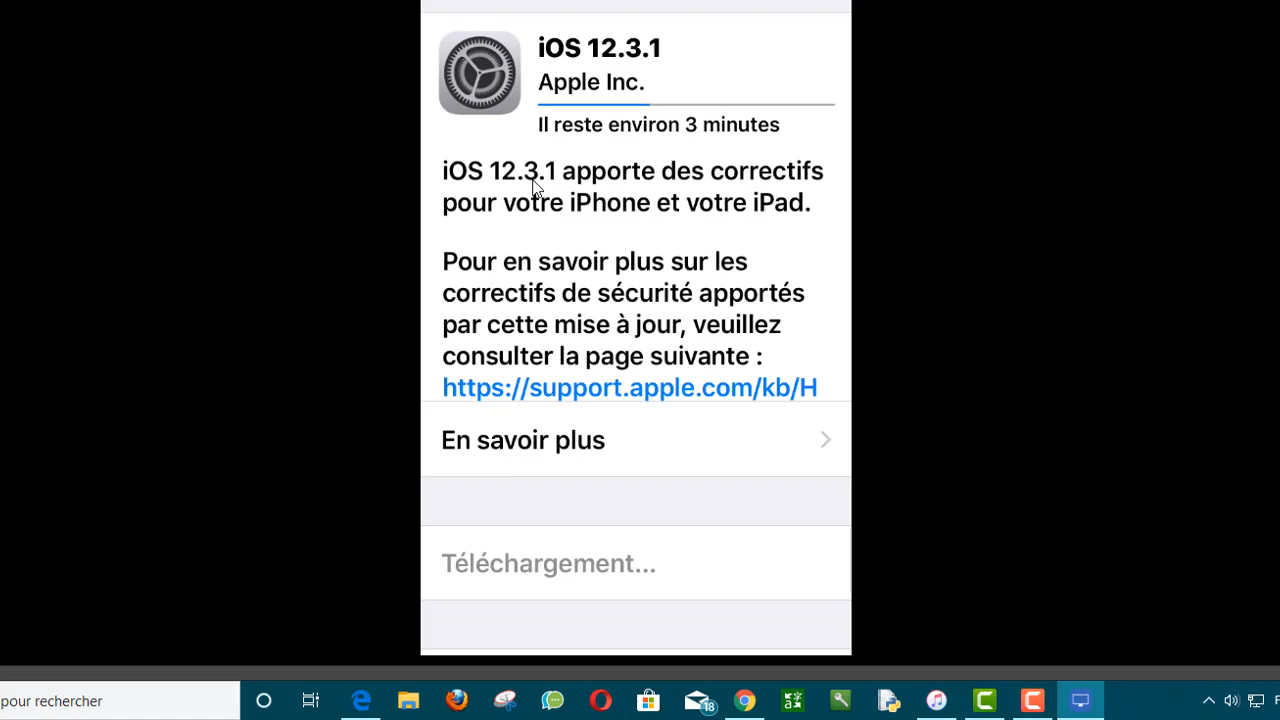 iOS 12.3.1
Apple Inc.
Il reste environ 3 minutes
iOS 12.3.1 apporte des correctifs
pour votre iPhone et votre iPad.
Pour en savoir plus sur les
correctifs de sécurité apportés
par cette mise à jour, veuillez
consulter la page suivante :
https://support.apple.com/kb/H
En savoir plus
Téléchargement...
pour rechercher
18